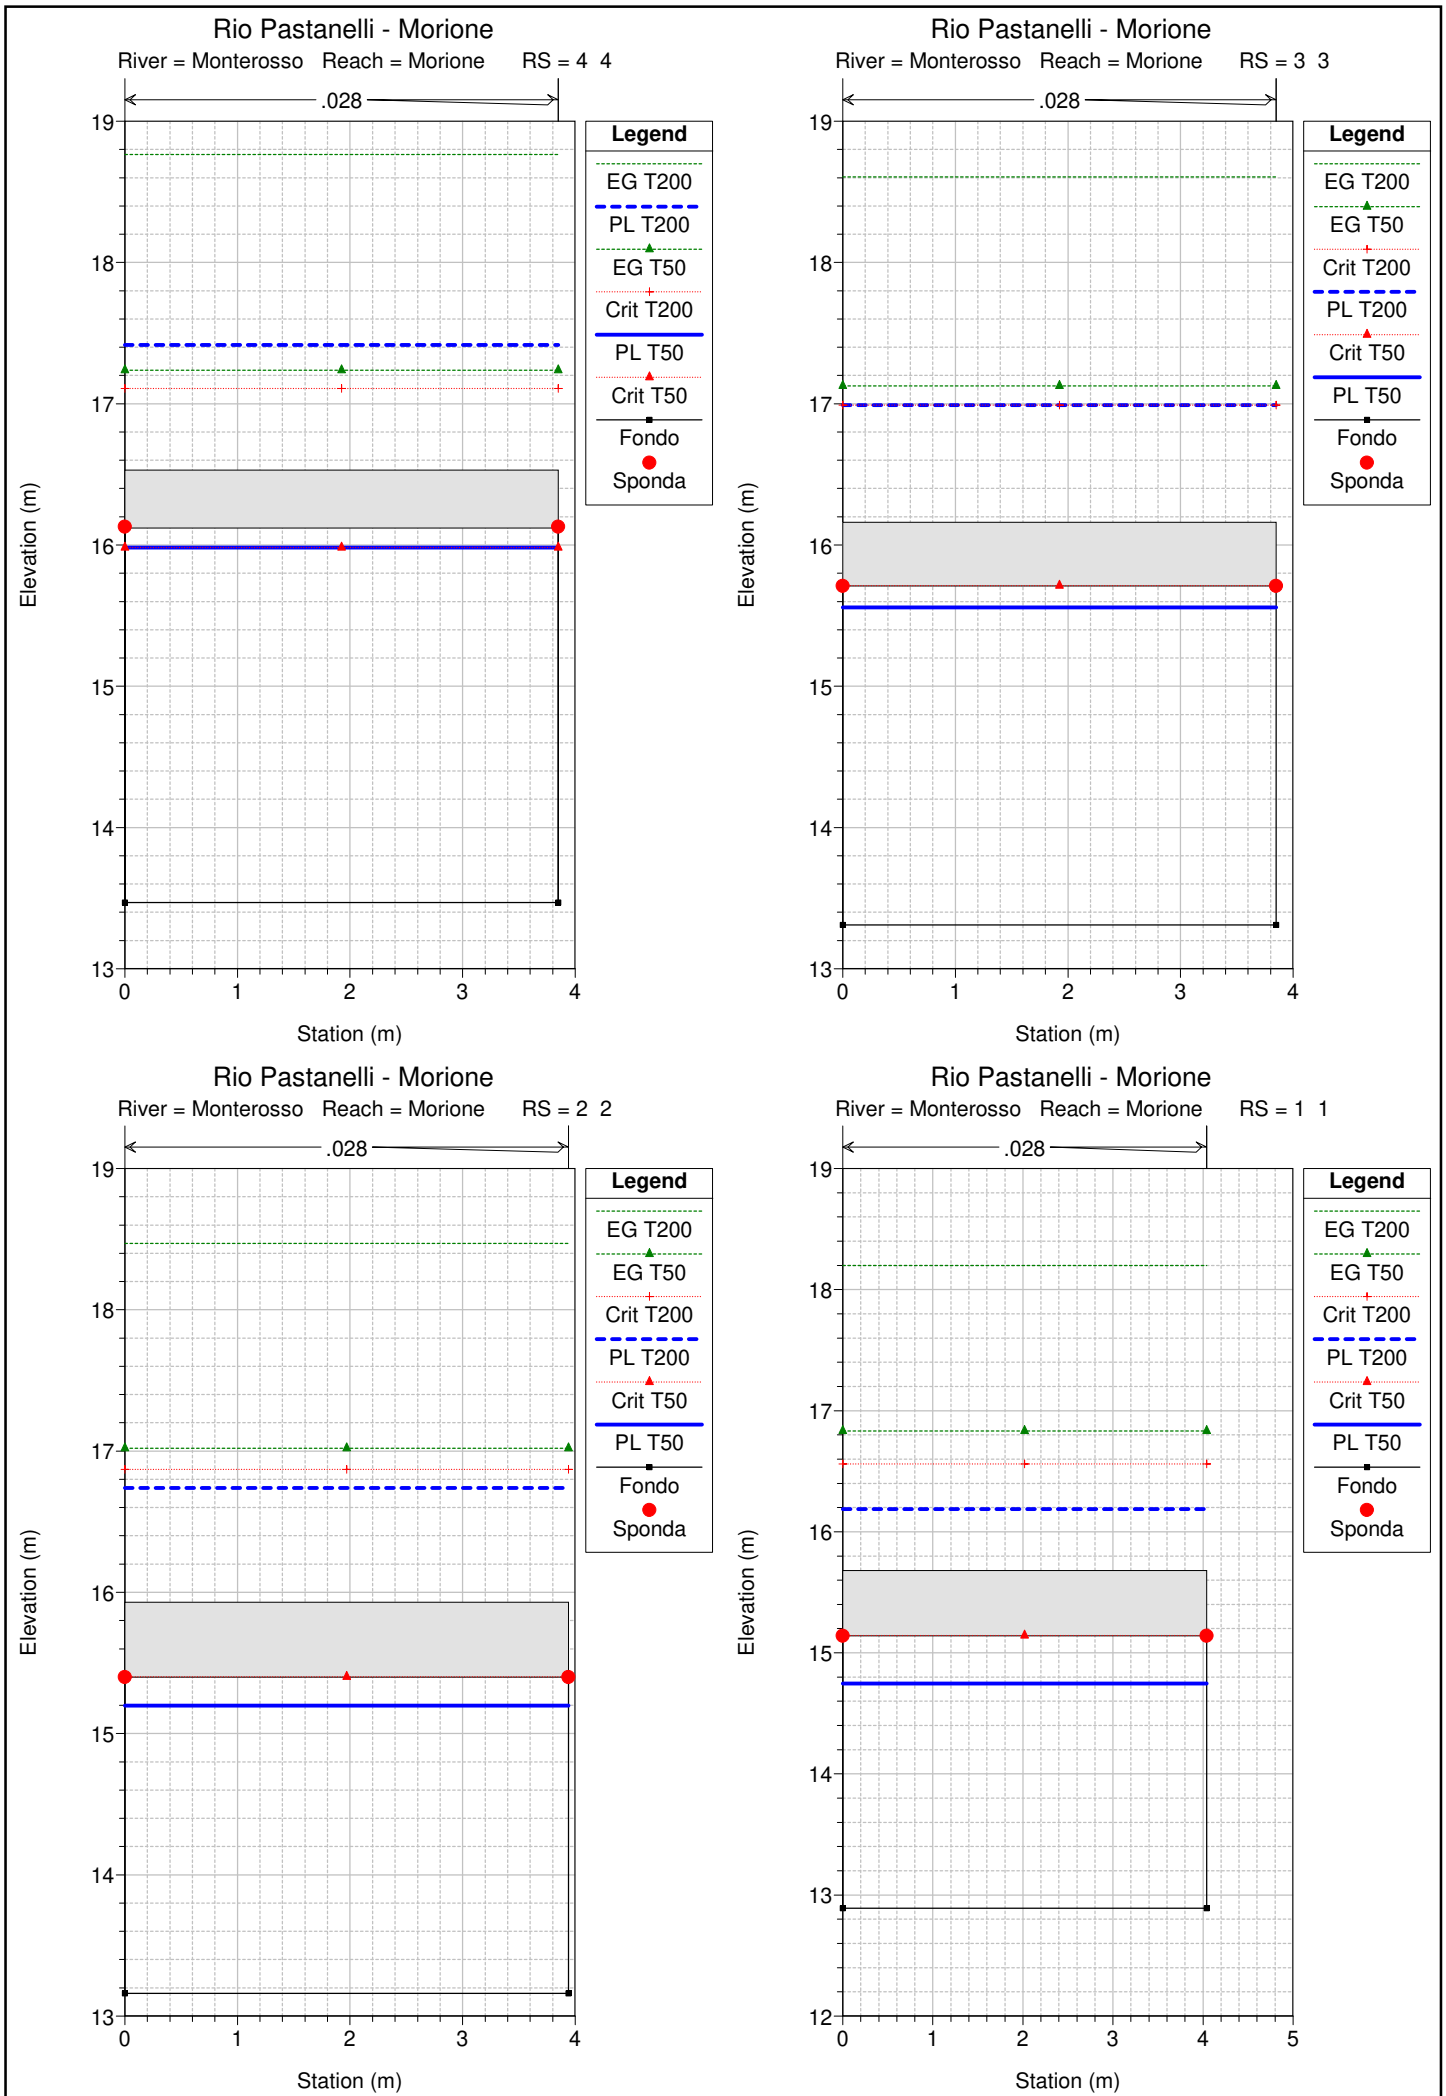 Rio Pastanelli - Morione
River = Monterosso Reach = Morione RS = 4 4
.028
19
18
17
16
15
14
13
0 1 2 3 4
Elevation (m)
Station (m)
Legend
EG T200
PL T200
EG T50
Crit T200
PL T50
Crit T50
Fondo
Sponda
Rio Pastanelli - Morione
River = Monterosso Reach = Morione RS = 3 3
.028
19
18
17
16
15
14
13
0 1 2 3 4
Elevation (m)
Station (m)
Legend
EG T200
EG T50
Crit T200
PL T200
Crit T50
PL T50
Fondo
Sponda
Rio Pastanelli - Morione
River = Monterosso Reach = Morione RS = 2 2
.028
19
18
17
16
15
14
13
0 1 2 3 4
Elevation (m)
Station (m)
Legend
EG T200
EG T50
Crit T200
PL T200
Crit T50
PL T50
Fondo
Sponda
Rio Pastanelli - Morione
River = Monterosso Reach = Morione RS = 1 1
.028
19
18
17
16
15
14
13
12
0 1 2 3 4 5
Elevation (m)
Station (m)
Legend
EG T200
EG T50
Crit T200
PL T200
Crit T50
PL T50
Fondo
Sponda